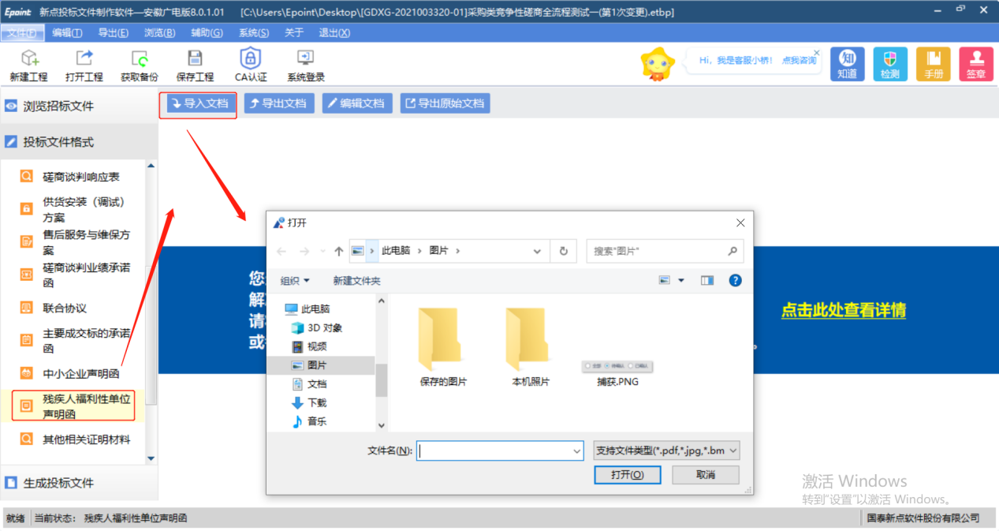 Epoint 新点投标文件制作软件—安徽广电版8.0.1.01 [C:\Users\Epoint\Desktop\[GDXG-2021003320-01]采购类竞争性磋商全流程测试一(第1次变更).etbp]
文件(F) 编辑(T) 导出(E) 浏览(B) 辅助(G) 系统(S) 关于 退出(X)
新建工程 打开工程 获取备份 保存工程 CA认证 系统登录
Hi，我是客服小桥！ 点我咨询
知
知道 检测 手册 签章
浏览招标文件
导入文档 导出文档 编辑文档 导出原始文档
投标文件格式
磋商谈判响应表
供货安装（调试）
方案
售后服务与维保方
案
磋商谈判业绩承诺
函
联合协议
主要成交标的承诺
函
中小企业声明函
残疾人福利性单位
声明函
其他相关证明材料
生成投标文件
您
解
请
或
点击此处查看详情
。
打开
此电脑 › 图片 ›
搜索"图片"
组织 新建文件夹
此电脑
3D 对象
视频
图片
文档
下载
音乐
保存的图片 本机照片 捕获.PNG
文件名(N):
支持文件类型(*.pdf,*.jpg,*.bm
打开(O) 取消
激活 Windows
转到"设置"以激活 Windows。
就绪 当前状态： 残疾人福利性单位声明函 国泰新点软件股份有限公司